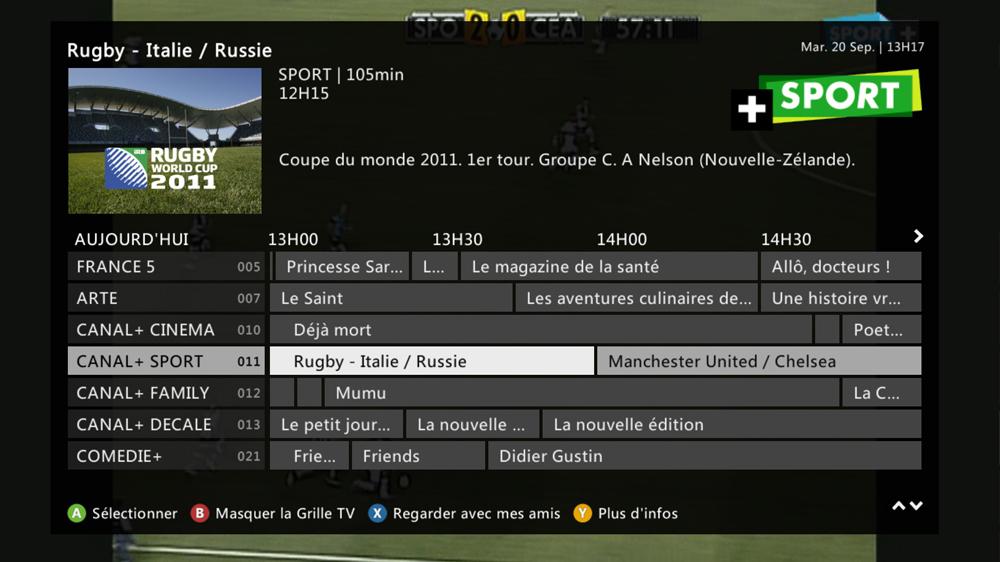 SPO 2 0 CEA 57:11
SPORT +
Rugby - Italie / Russie
Mar. 20 Sep. | 13H17
SPORT | 105min
12H15
+ SPORT
RUGBY
WORLD CUP
2011
Coupe du monde 2011. 1er tour. Groupe C. A Nelson (Nouvelle-Zélande).
AUJOURD'HUI 13H00 13H30 14H00 14H30
FRANCE 5 005 Princesse Sar... L... Le magazine de la santé Allô, docteurs !
ARTE 007 Le Saint Les aventures culinaires de... Une histoire vr...
CANAL+ CINEMA 010 Déjà mort Poet...
CANAL+ SPORT 011 Rugby - Italie / Russie Manchester United / Chelsea
CANAL+ FAMILY 012 Mumu La C...
CANAL+ DECALE 013 Le petit jour... La nouvelle ... La nouvelle édition
COMEDIE+ 021 Frie... Friends Didier Gustin
A Sélectionner B Masquer la Grille TV X Regarder avec mes amis Y Plus d'infos